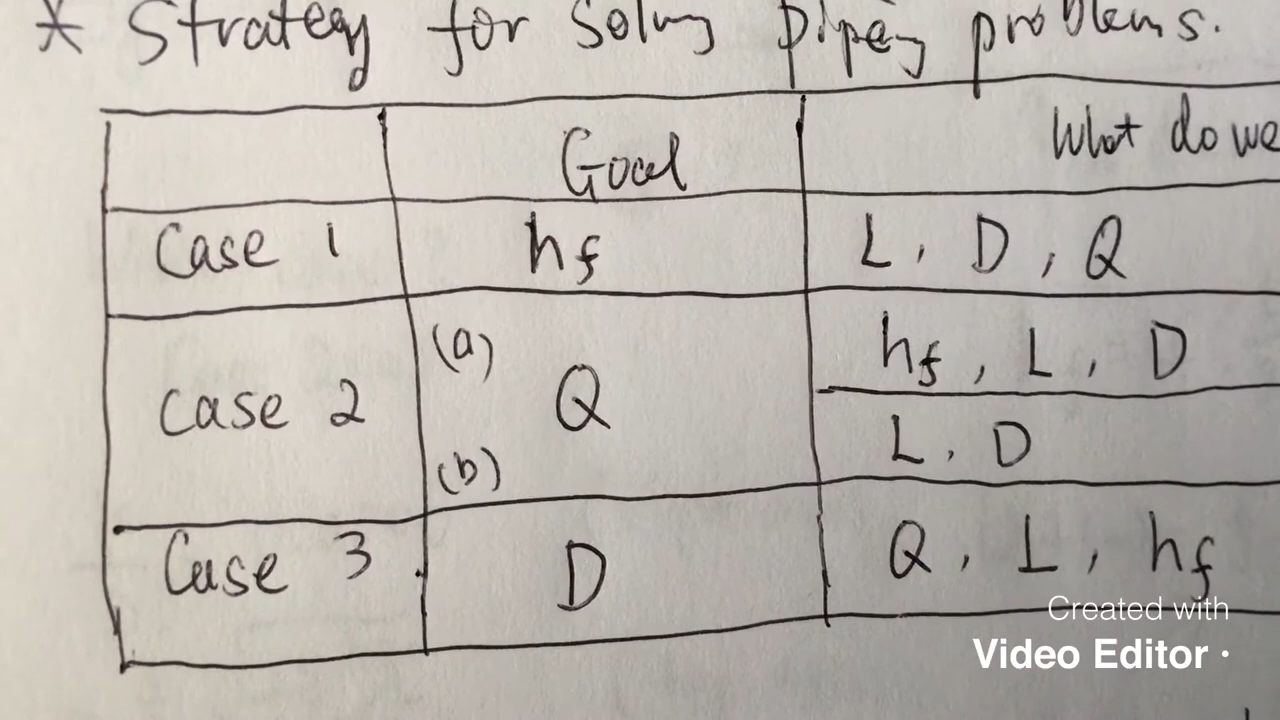 * Strategy for Solving piping problems.
Goal What do we
Case 1 hf L, D, Q
(a) hf, L, D
Case 2 Q
(b) L, D
Case 3 D Q, L, hf
Created with
Video Editor ·